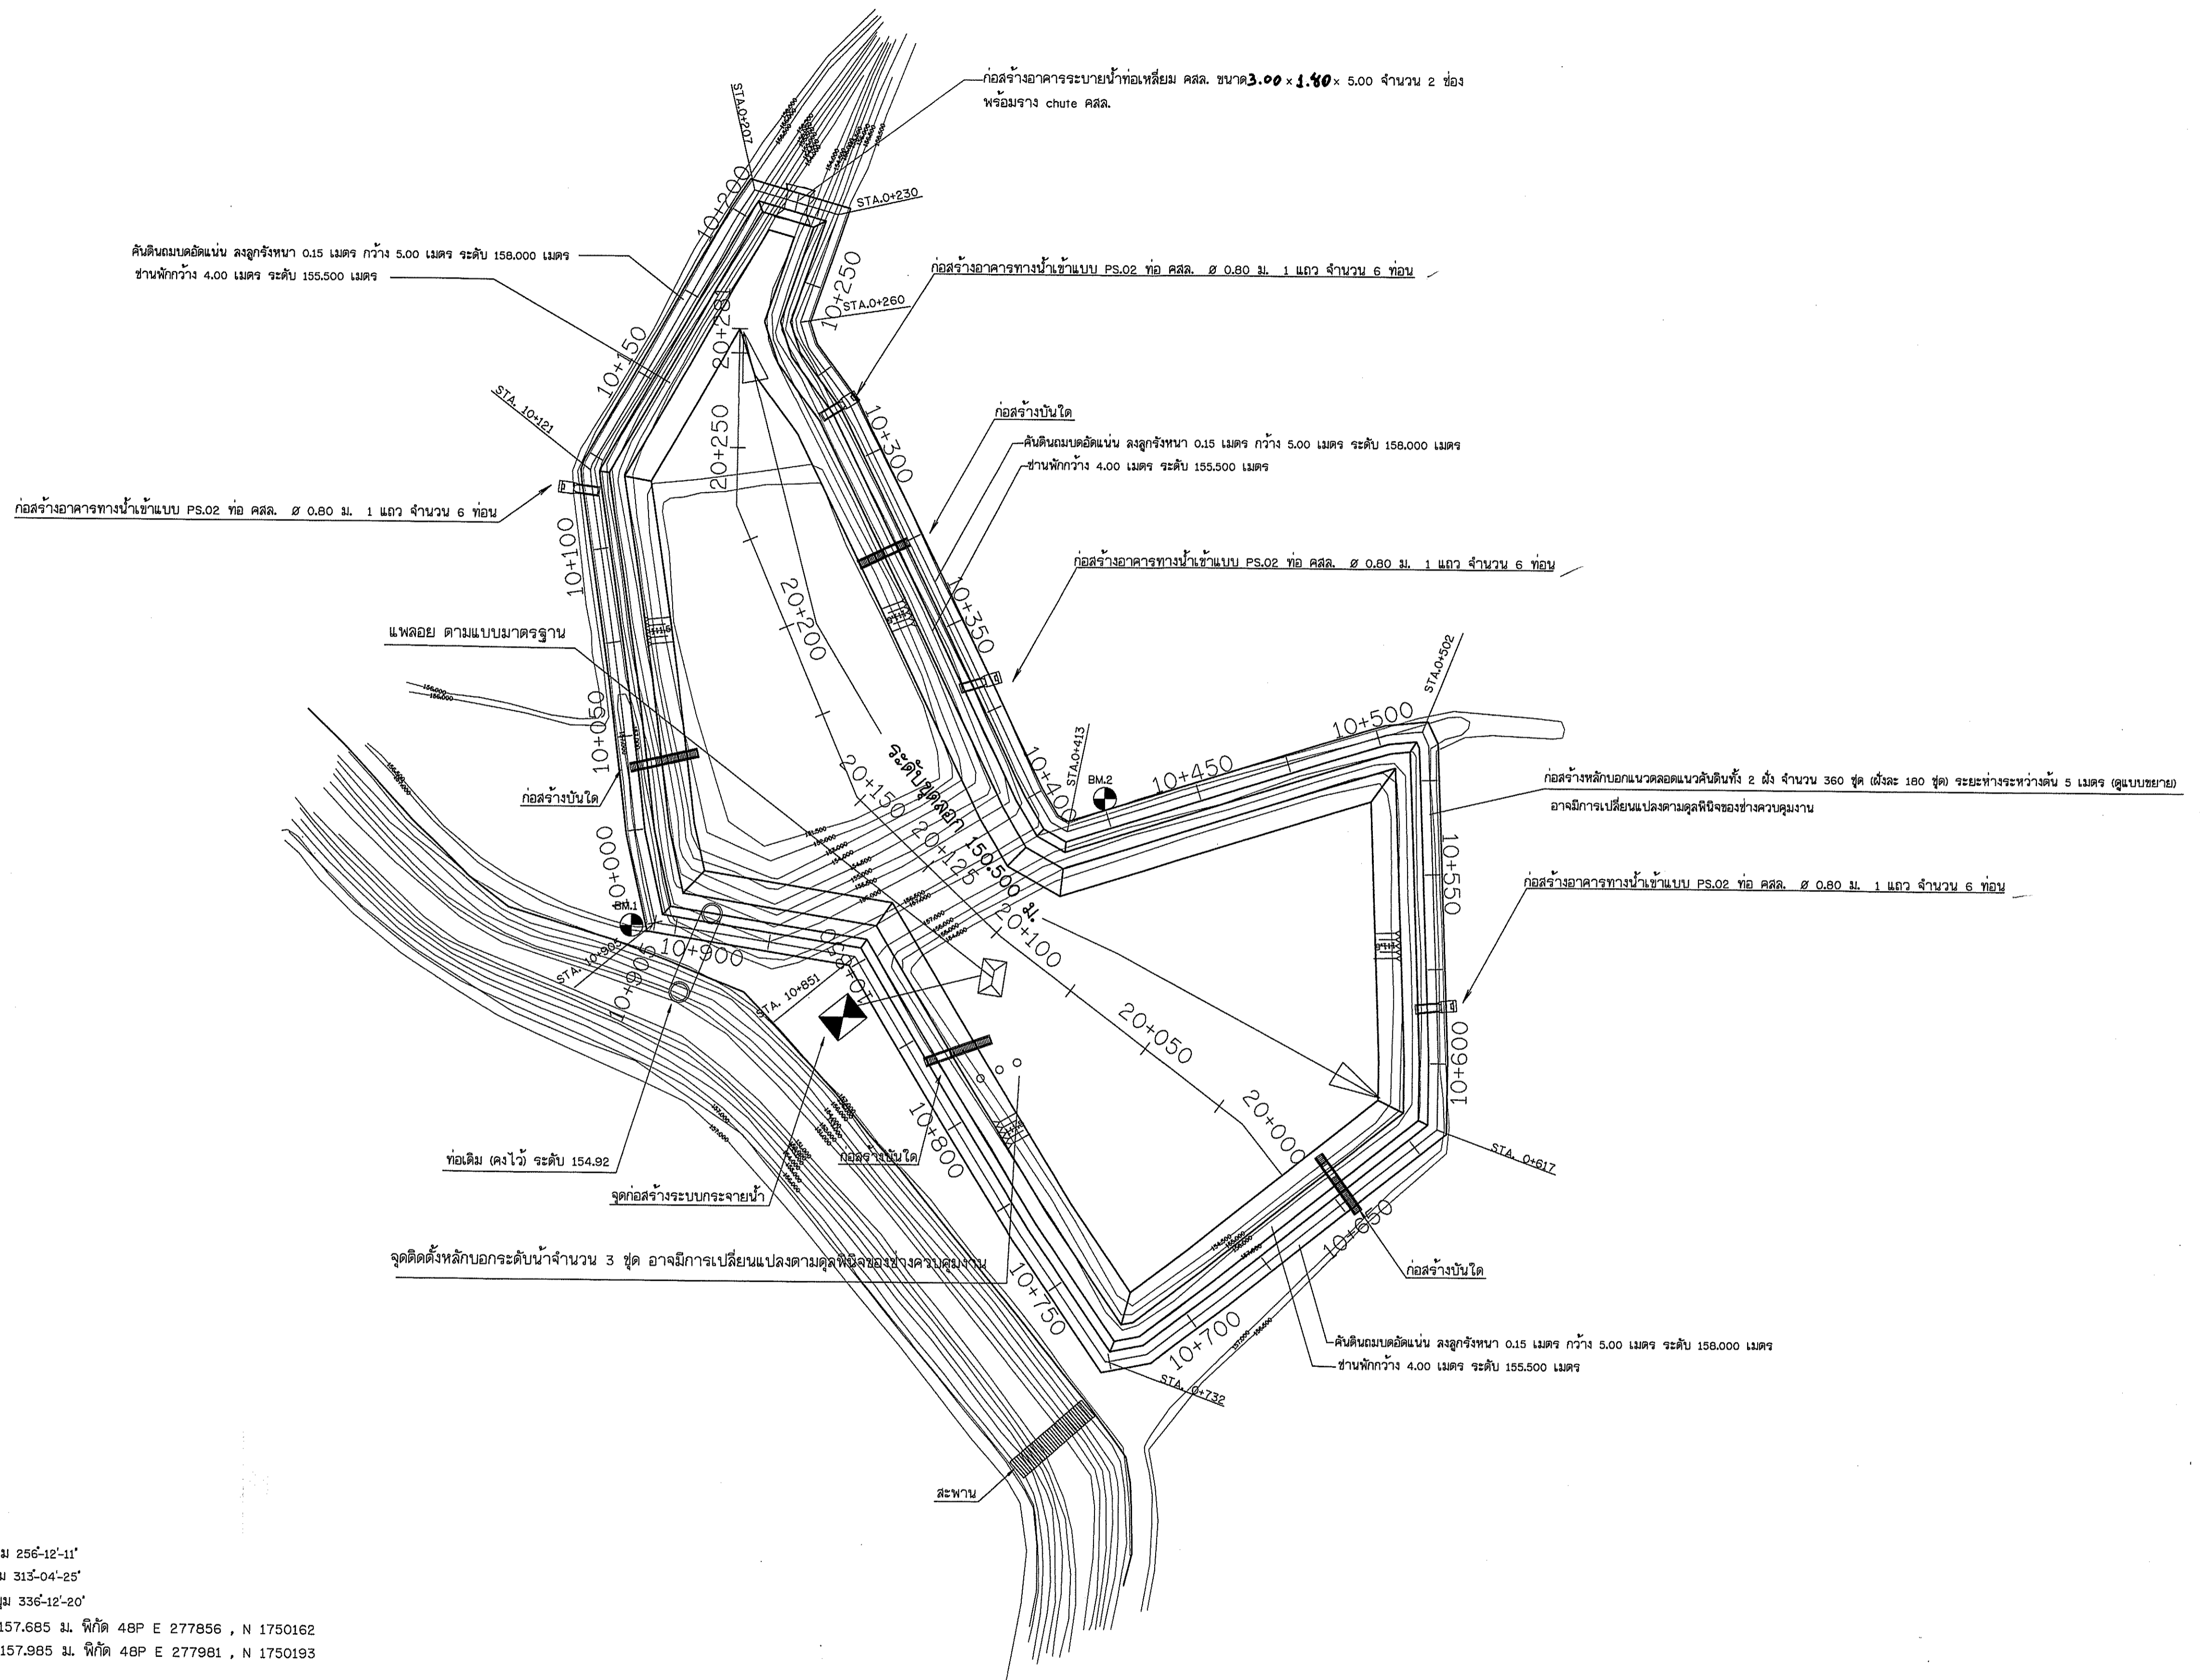 ก่อสร้างอาคารระบายน้ำท่อเหลี่ยม คสล. ขนาด 3.00 × 1.80 × 5.00 จำนวน 2 ช่อง
พร้อมราง chute คสล.
STA.0+207
STA.0+230
10+200
คันดินถมบดอัดแน่น ลงลูกรังหนา 0.15 เมตร กว้าง 5.00 เมตร ระดับ 158.000 เมตร
ชานพักกว้าง 4.00 เมตร ระดับ 155.500 เมตร
10+250
ก่อสร้างอาคารทางน้ำเข้าแบบ PS.02 ท่อ คสล. ø 0.80 ม. 1 แถว จำนวน 6 ท่อน
STA.0+260
20+281
10+150
STA. 10+121
20+250
10+300
ก่อสร้างบันใด
คันดินถมบดอัดแน่น ลงลูกรังหนา 0.15 เมตร กว้าง 5.00 เมตร ระดับ 158.000 เมตร
ชานพักกว้าง 4.00 เมตร ระดับ 155.500 เมตร
ก่อสร้างอาคารทางน้ำเข้าแบบ PS.02 ท่อ คสล. ø 0.80 ม. 1 แถว จำนวน 6 ท่อน
10+100
ก่อสร้างอาคารทางน้ำเข้าแบบ PS.02 ท่อ คสล. ø 0.80 ม. 1 แถว จำนวน 6 ท่อน
20+200
10+350
แพลอย ตามแบบมาตรฐาน
STA.0+502
156.000
156.000
10+050
10+500
ระดับขุดลอก 150.500 ม.
20+150
10+400
STA.0+413
BM.2
10+450
ก่อสร้างหลักบอกแนวตลอดแนวคันดินทั้ง 2 ฝั่ง จำนวน 360 ชุด (ฝั่งละ 180 ชุด) ระยะห่างระหว่างต้น 5 เมตร (ดูแบบขยาย)
อาจมีการเปลี่ยนแปลงตามดุลพินิจของช่างควบคุมงาน
ก่อสร้างบันใด
10+000
20+125
10+550
ก่อสร้างอาคารทางน้ำเข้าแบบ PS.02 ท่อ คสล. ø 0.80 ม. 1 แถว จำนวน 6 ท่อน
BM.1
10+900
20+100
STA. 10+905
10+905
STA. 10+851
20+050
10+600
20+000
10+800
STA. 0+617
ท่อเดิม (คงไว้) ระดับ 154.92
ก่อสร้างบันใด
จุดก่อสร้างระบบกระจายน้ำ
10+650
จุดติดตั้งหลักบอกระดับน้ำจำนวน 3 ชุด อาจมีการเปลี่ยนแปลงตามดุลพินิจของช่างควบคุมงาน
ก่อสร้างบันใด
10+750
10+700
คันดินถมบดอัดแน่น ลงลูกรังหนา 0.15 เมตร กว้าง 5.00 เมตร ระดับ 158.000 เมตร
ชานพักกว้าง 4.00 เมตร ระดับ 155.500 เมตร
STA. 0+732
สะพาน
ม 256°-12'-11"
ม 313°-04'-25"
ุม 336°-12'-20"
157.685 ม. พิกัด 48P E 277856 , N 1750162
157.985 ม. พิกัด 48P E 277981 , N 1750193